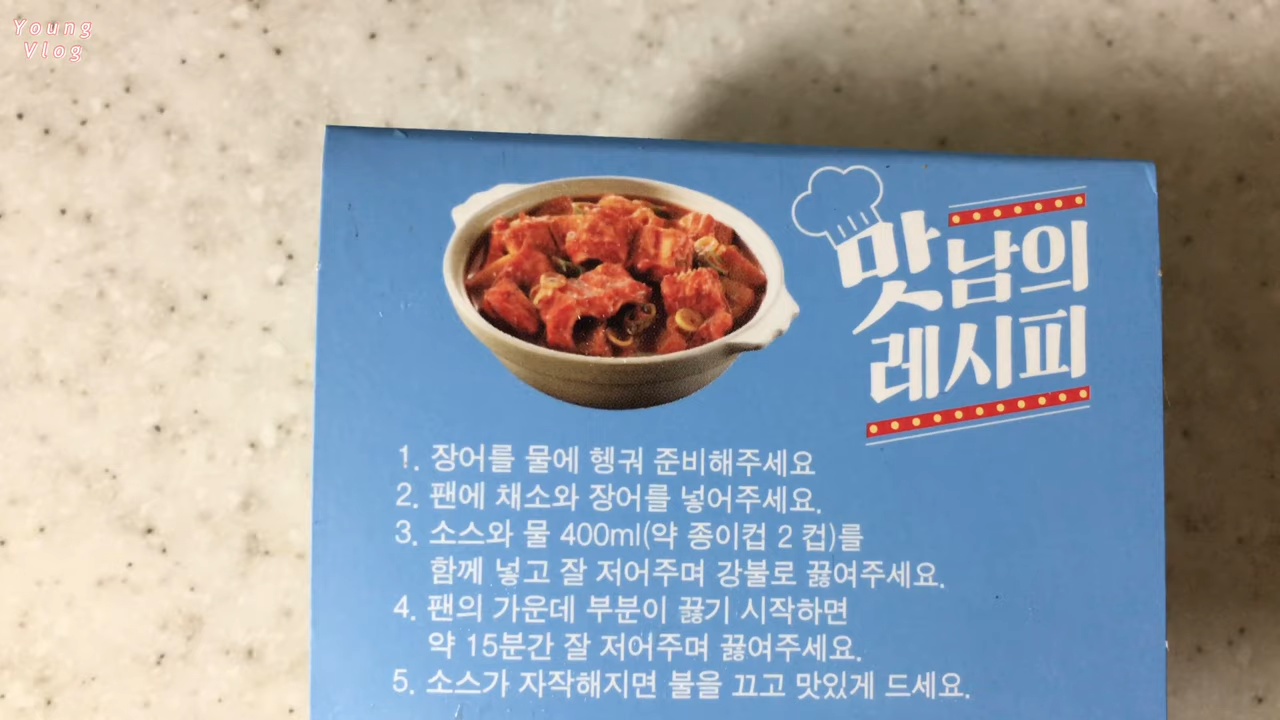 Young
Vlog
맛남의
레시피
1. 장어를 물에 헹궈 준비해주세요
2. 팬에 채소와 장어를 넣어주세요.
3. 소스와 물 400ml(약 종이컵 2 컵)를
함께 넣고 잘 저어주며 강불로 끓여주세요.
4. 팬의 가운데 부분이 끓기 시작하면
약 15분간 잘 저어주며 끓여주세요.
5. 소스가 자작해지면 불을 끄고 맛있게 드세요.